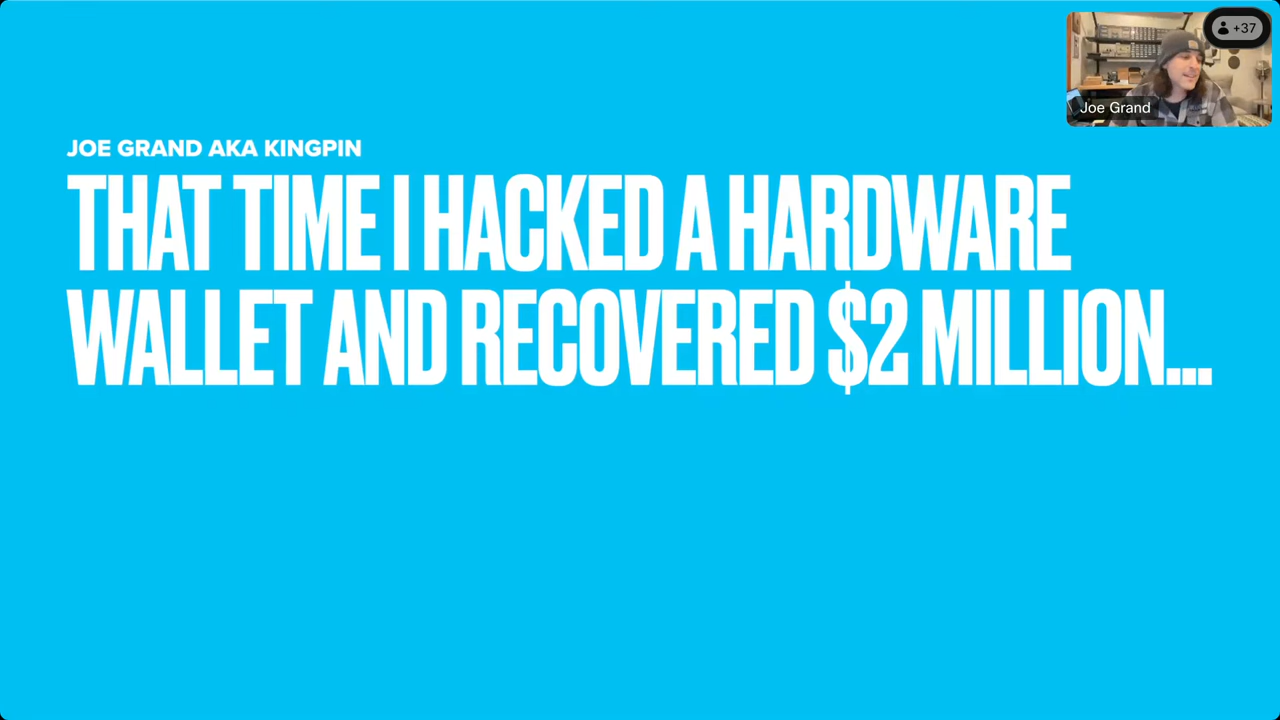 +37
Joe Grand
JOE GRAND AKA KINGPIN
THAT TIME I HACKED A HARDWARE
WALLET AND RECOVERED $2 MILLION...